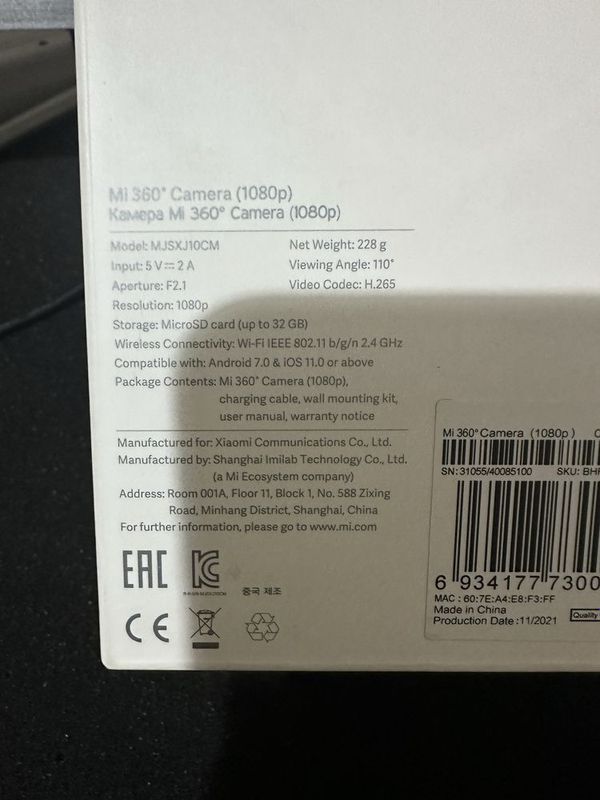 Mi 360° Camera (1080p)
Камера Mi 360° Camera (1080p)
Model: MJSXJ10CM
Net Weight: 228 g
Input: 5 V⎓2 A
Viewing Angle: 110°
Aperture: F2.1
Video Codec: H.265
Resolution: 1080p
Storage: MicroSD card (up to 32 GB)
Wireless Connectivity: Wi-Fi IEEE 802.11 b/g/n 2.4 GHz
Compatible with: Android 7.0 & iOS 11.0 or above
Package Contents: Mi 360° Camera (1080p),
charging cable, wall mounting kit,
user manual, warranty notice
Manufactured for: Xiaomi Communications Co., Ltd.
Manufactured by: Shanghai Imilab Technology Co., Ltd.
(a Mi Ecosystem company)
Address: Room 001A, Floor 11, Block 1, No. 588 Zixing
Road, Minhang District, Shanghai, China
For further information, please go to www.mi.com
EAC
중국 제조
CE
Mi 360° Camera (1080p)
SN: 31055/40085100
SKU: BHR
6 934177 7300
MAC : 60:7E:A4:E8:F3:FF
Made in China
Production Date :11/2021
Quality